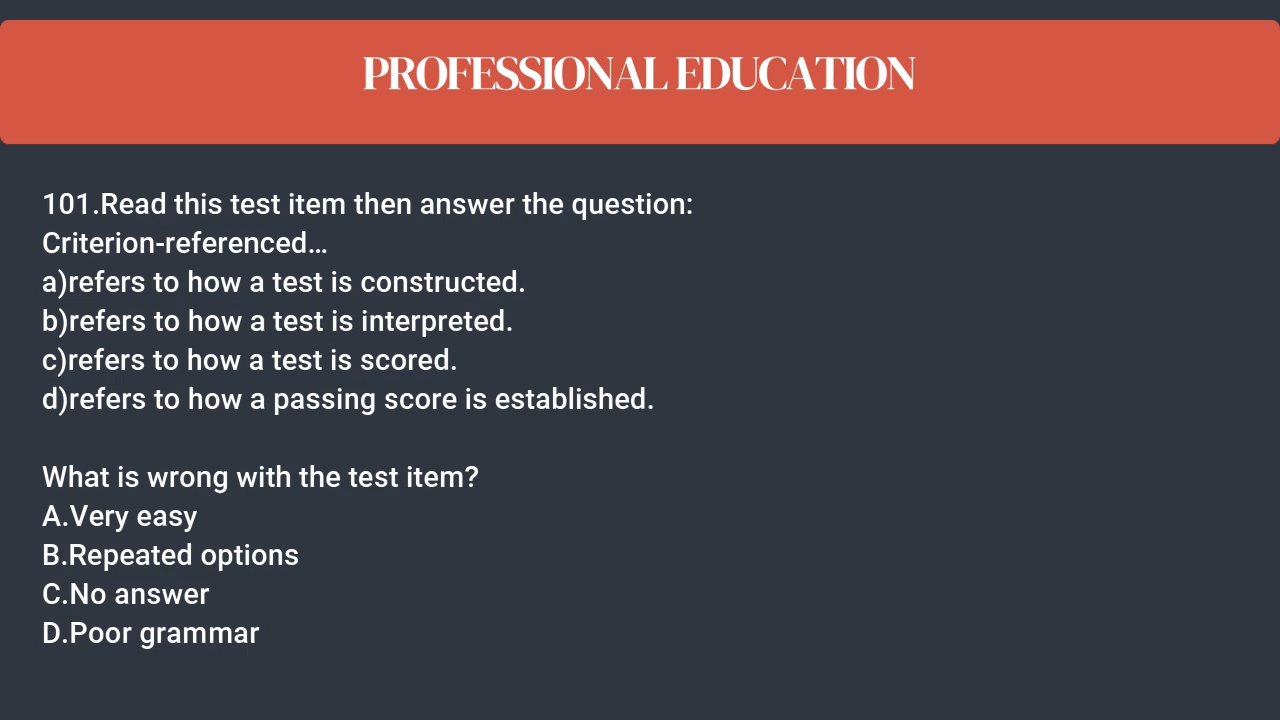 PROFESSIONAL EDUCATION
101.Read this test item then answer the question:
Criterion-referenced...
a)refers to how a test is constructed.
b)refers to how a test is interpreted.
c)refers to how a test is scored.
d)refers to how a passing score is established.
What is wrong with the test item?
A.Very easy
B.Repeated options
C.No answer
D.Poor grammar